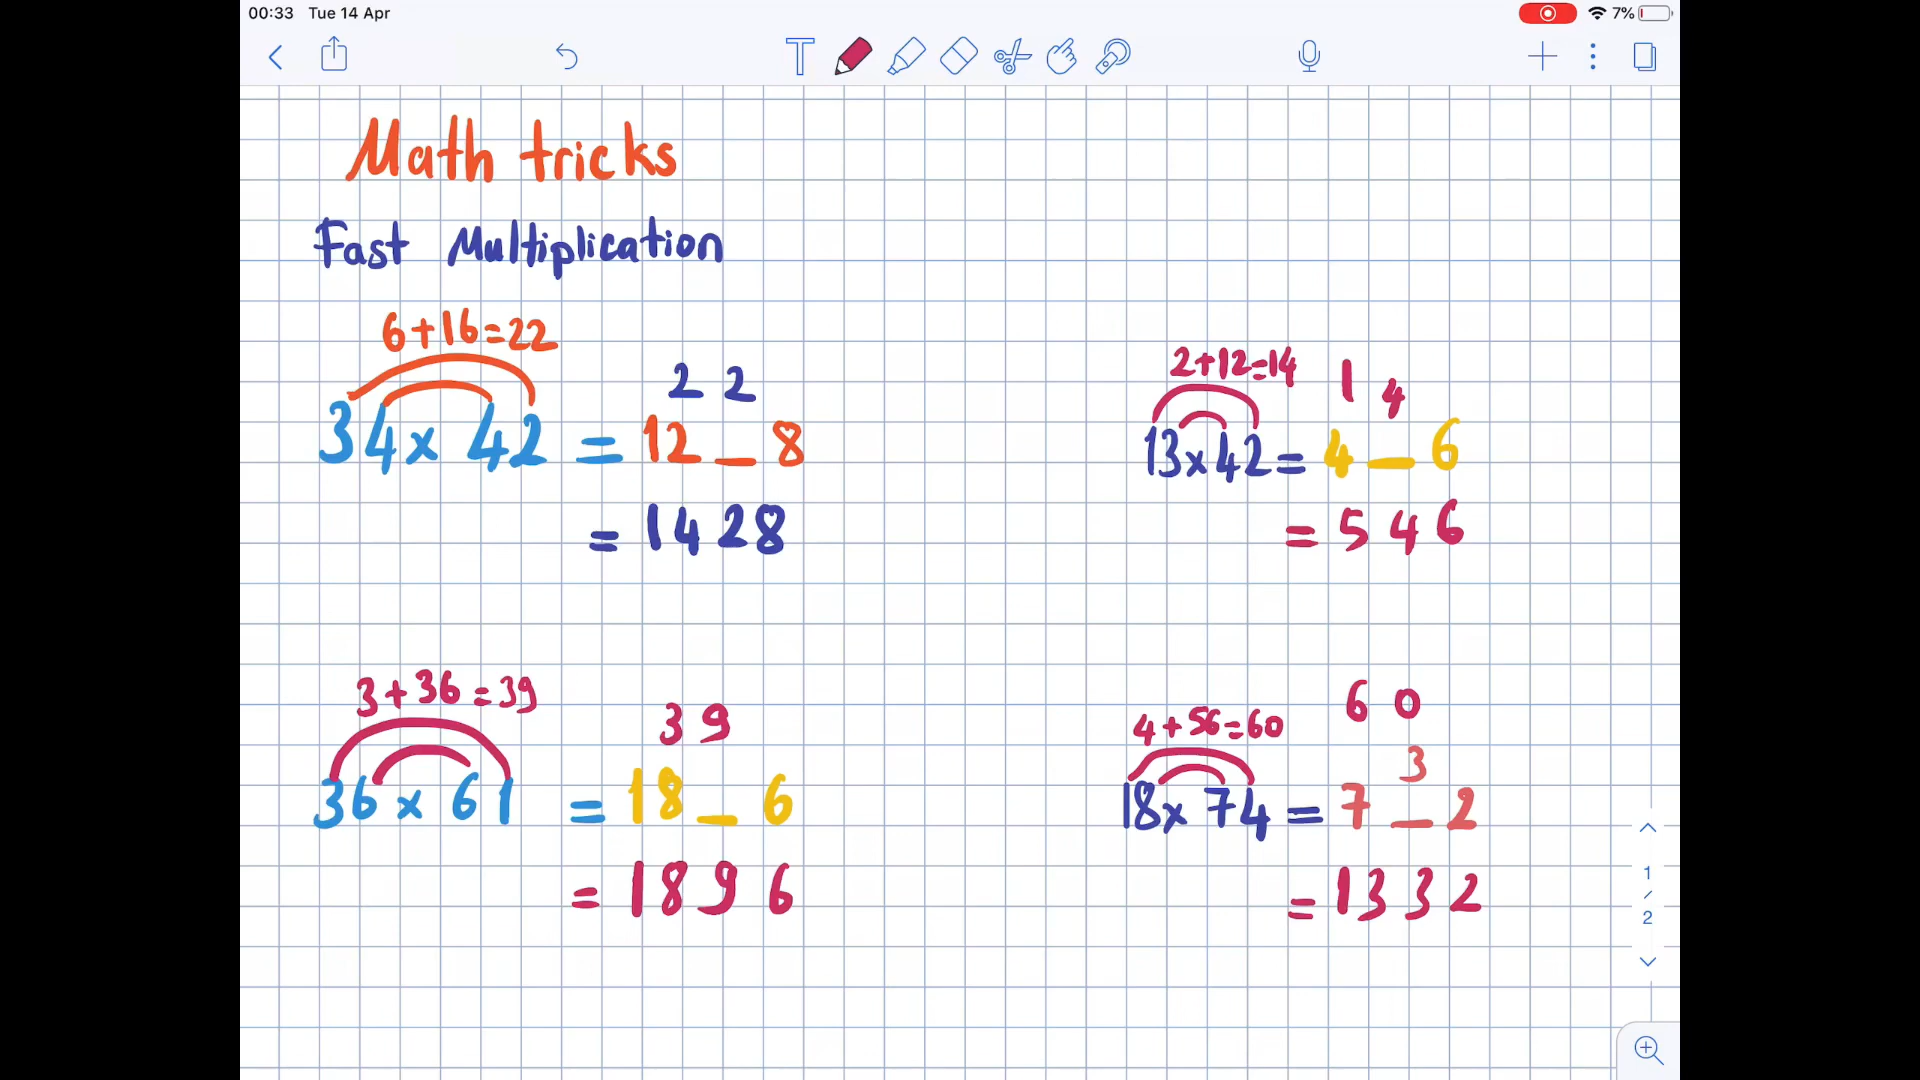 00:33 Tue 14 Apr 7%
Math tricks
Fast Multiplication
6+16=22
2 2
34x 42 = 12 _ 8
= 1428
2+12=14
1 4
13x42= 4 _ 6
= 546
3+36=39
3 9
36 x 61 = 18 _ 6
= 1896
4+56=60
6 0
3
18x 74 = 7 _ 2
= 1332
1
/
2